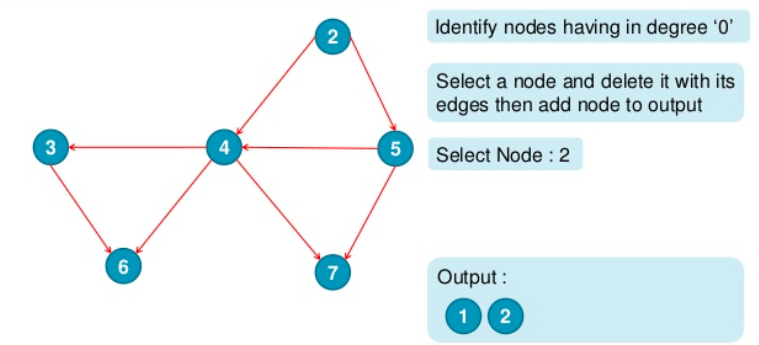 2
Identify nodes having in degree ‘0’
Select a node and delete it with its
edges then add node to output
3
4
5
Select Node : 2
6
7
Output :
1 2